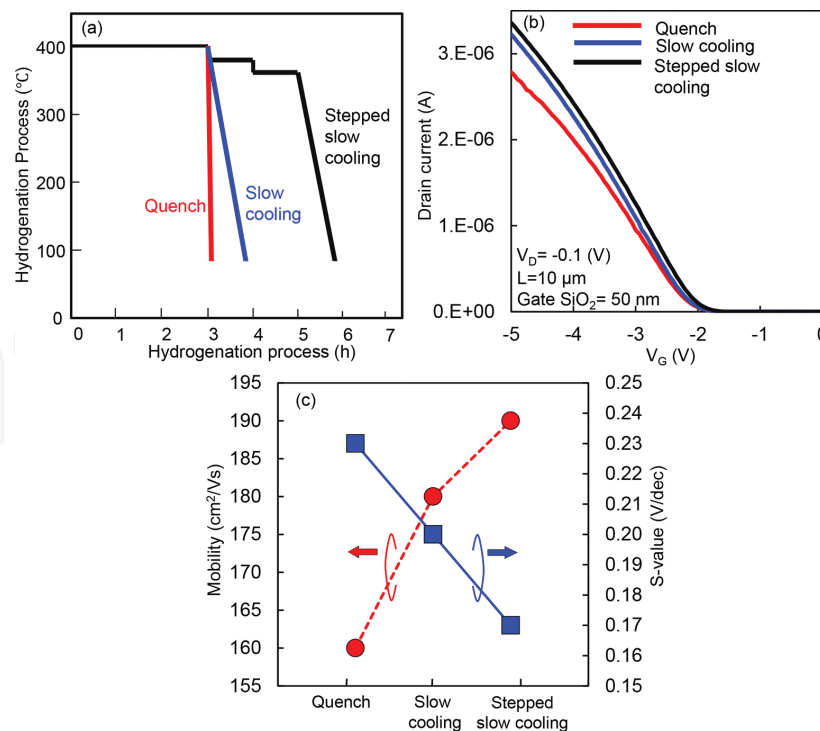 (a)
Hydrogenation Process (°C)
400
300
200
100
0
Quench
Slow
cooling
Stepped
slow
cooling
0 1 2 3 4 5 6 7
Hydrogenation process (h)
(b)
Quench
Slow cooling
Stepped slow
cooling
Drain current (A)
3.E-06
2.E-06
1.E-06
0.E+00
V_D= -0.1 (V)
L=10 μm
Gate SiO₂= 50 nm
-5 -4 -3 -2 -1 0
V_G (V)
(c)
Mobility (cm²/Vs)
195
190
185
180
175
170
165
160
155
0.25
0.24
0.23
0.22
0.21
0.20
0.19
0.18
0.17
0.16
0.15
S-value (V/dec)
Quench
Slow
cooling
Stepped
slow cooling